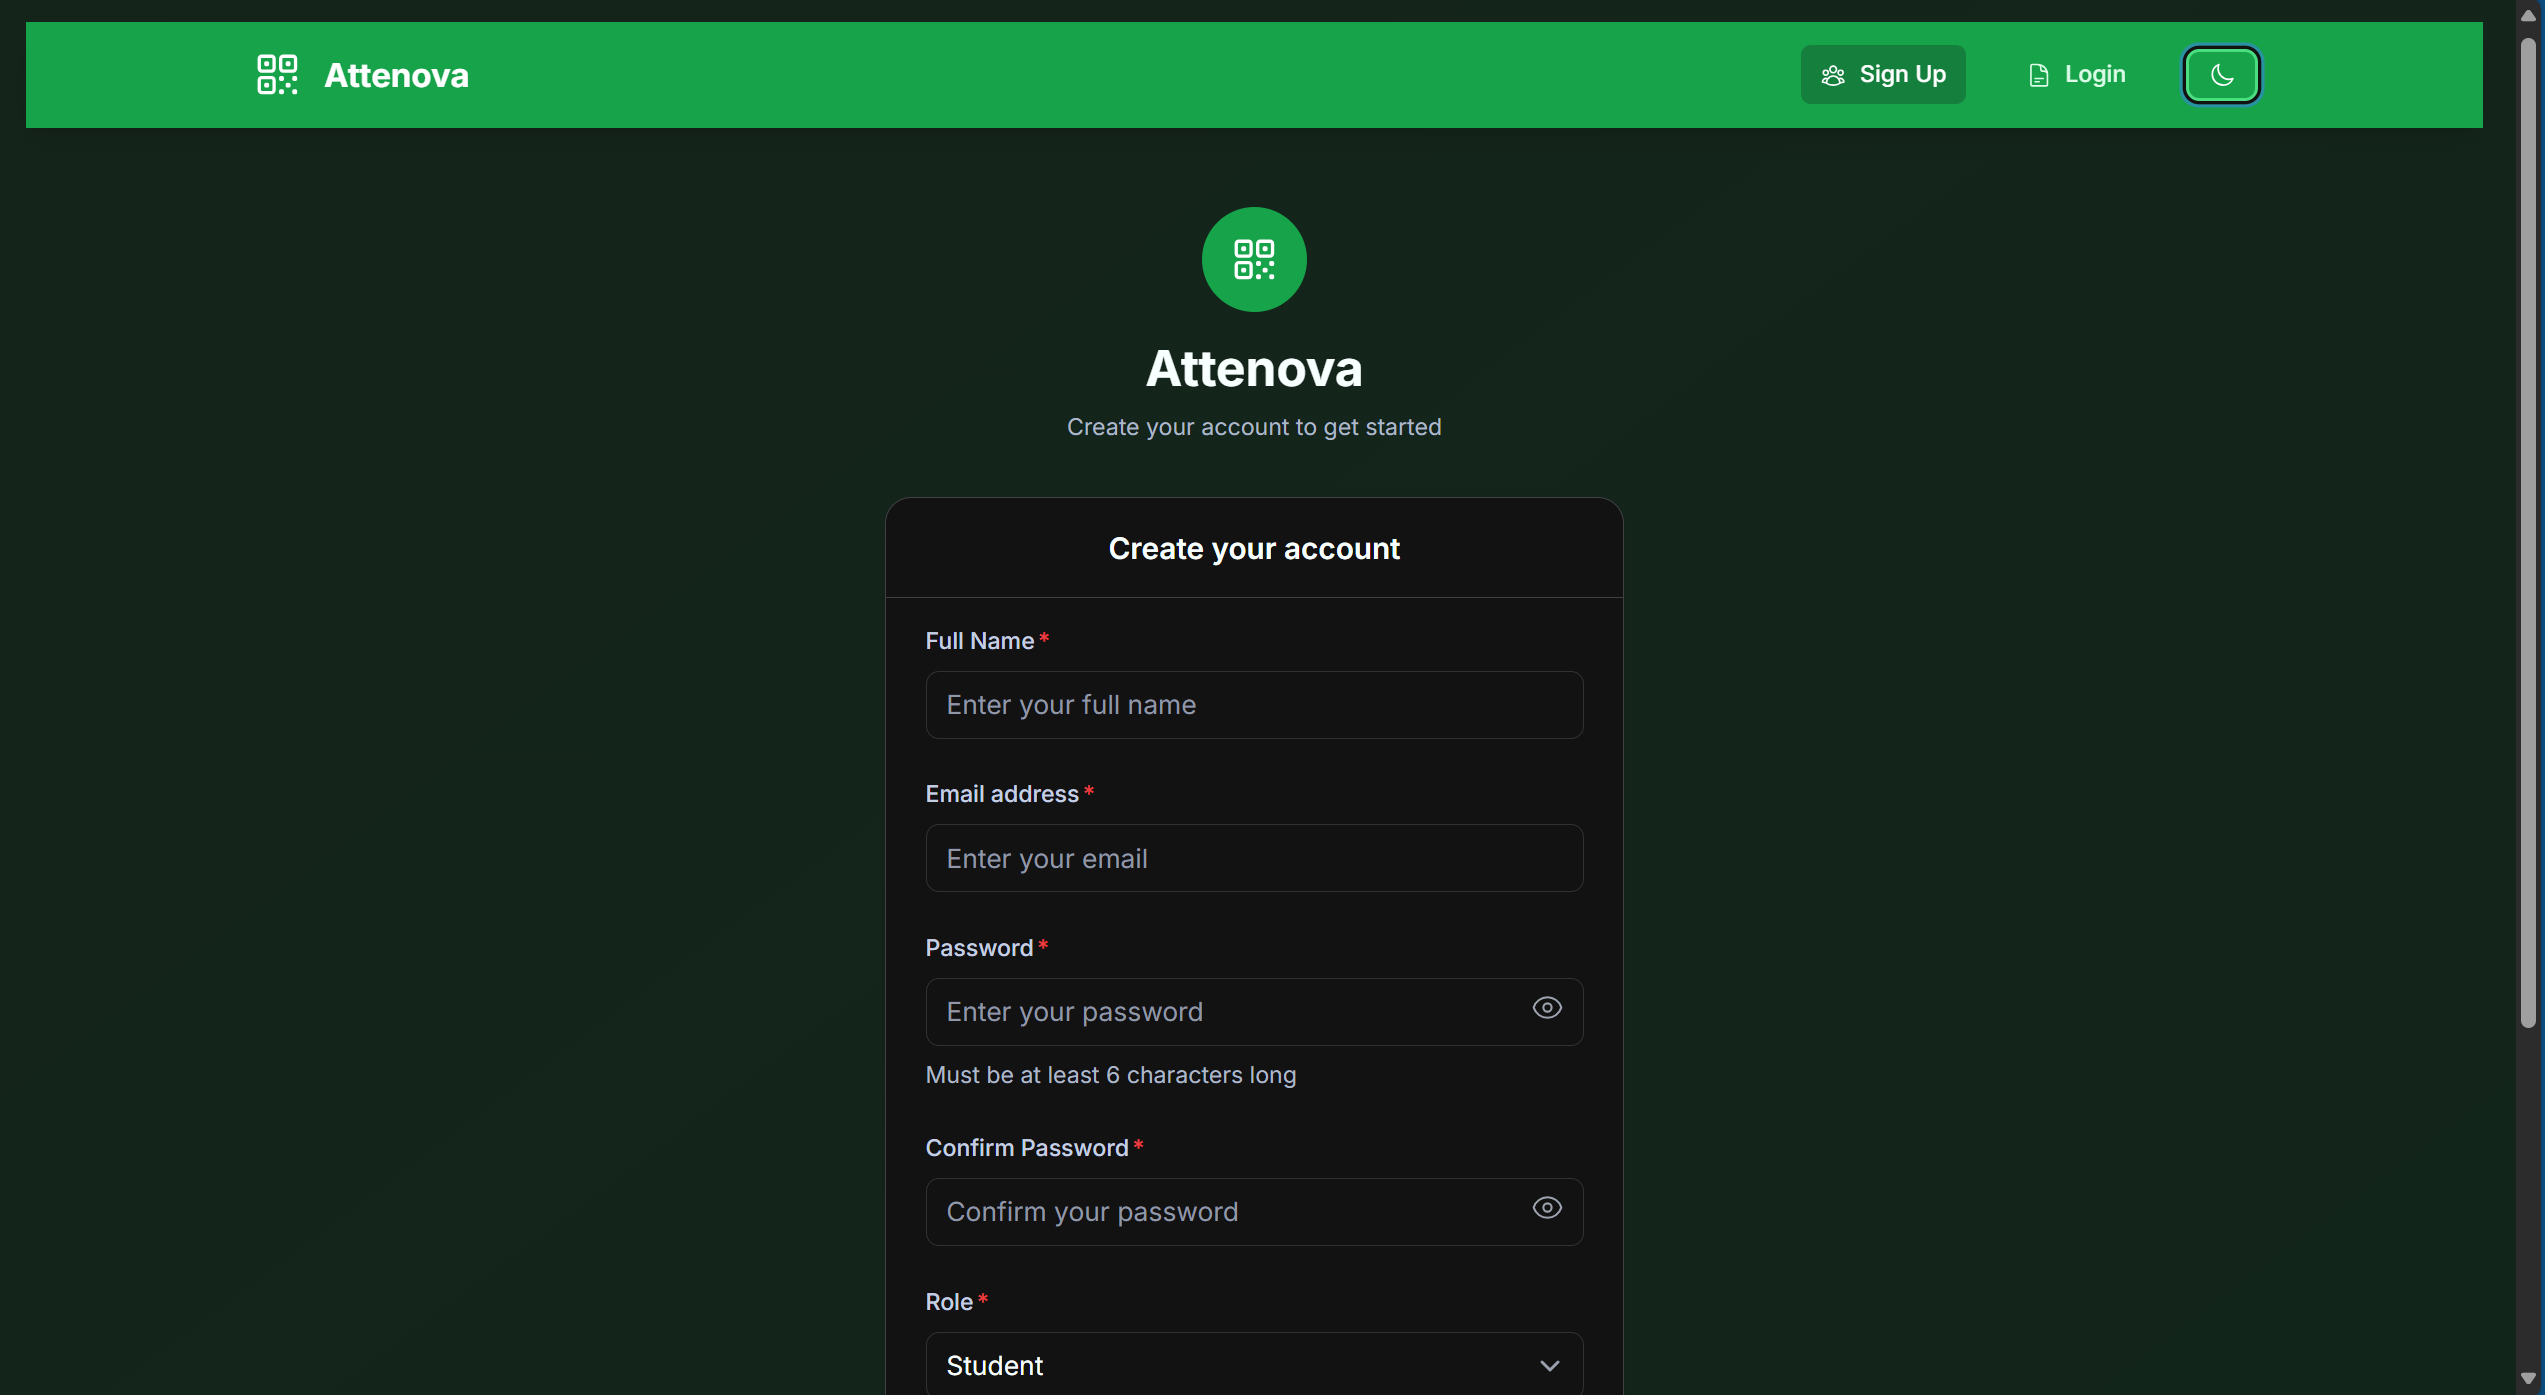 Attenova
Sign Up
Login
Attenova
Create your account to get started
Create your account
Full Name*
Enter your full name
Email address*
Enter your email
Password*
Enter your password
Must be at least 6 characters long
Confirm Password*
Confirm your password
Role*
Student